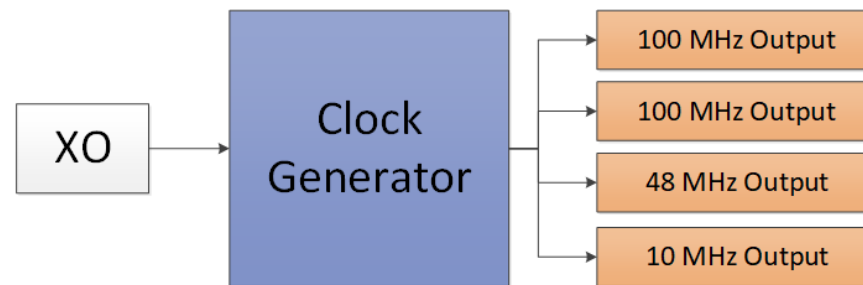 XO
Clock
Generator
100 MHz Output
100 MHz Output
48 MHz Output
10 MHz Output